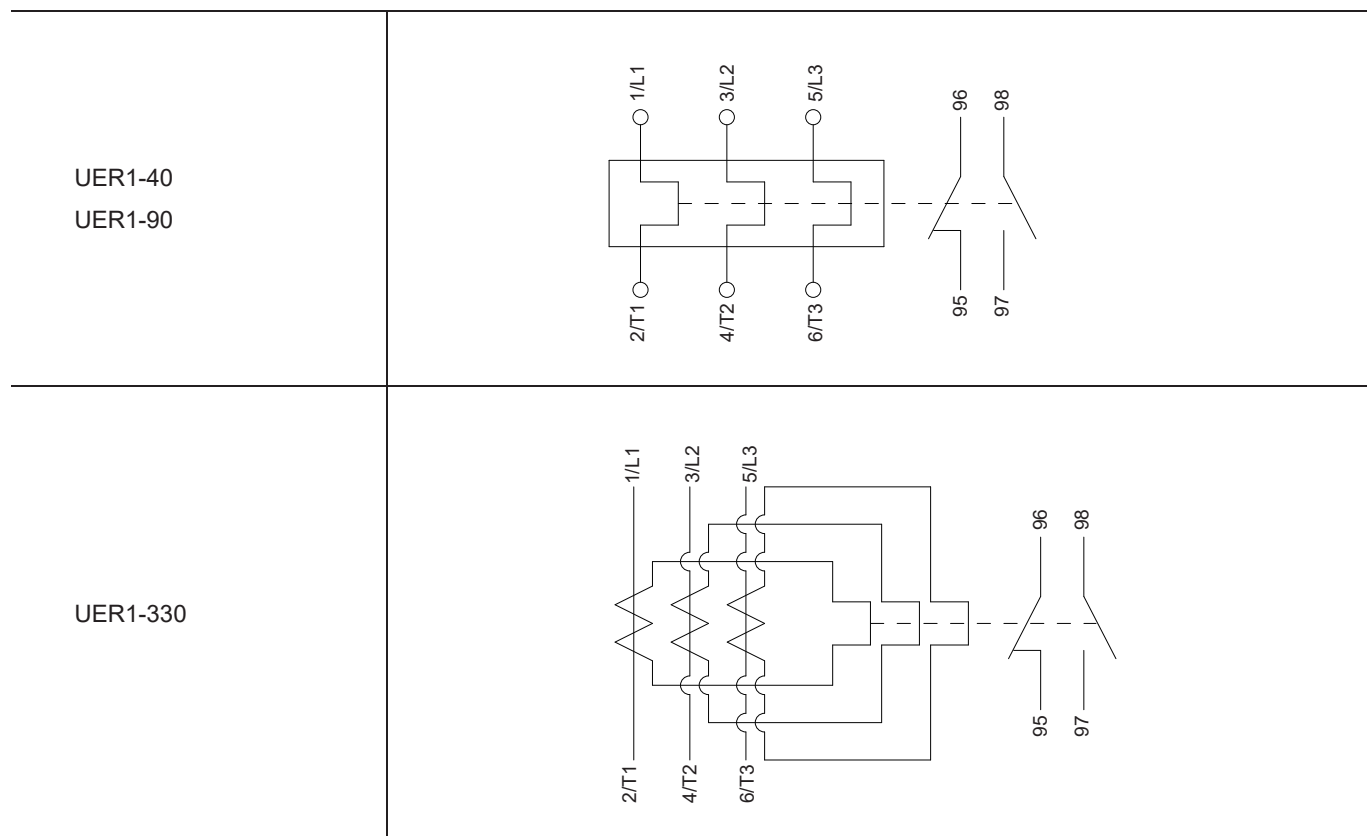 UER1-40
UER1-90
1/L1
3/L2
5/L3
96
98
2/T1
4/T2
6/T3
95
97
UER1-330
1/L1
3/L2
5/L3
96
98
2/T1
4/T2
6/T3
95
97